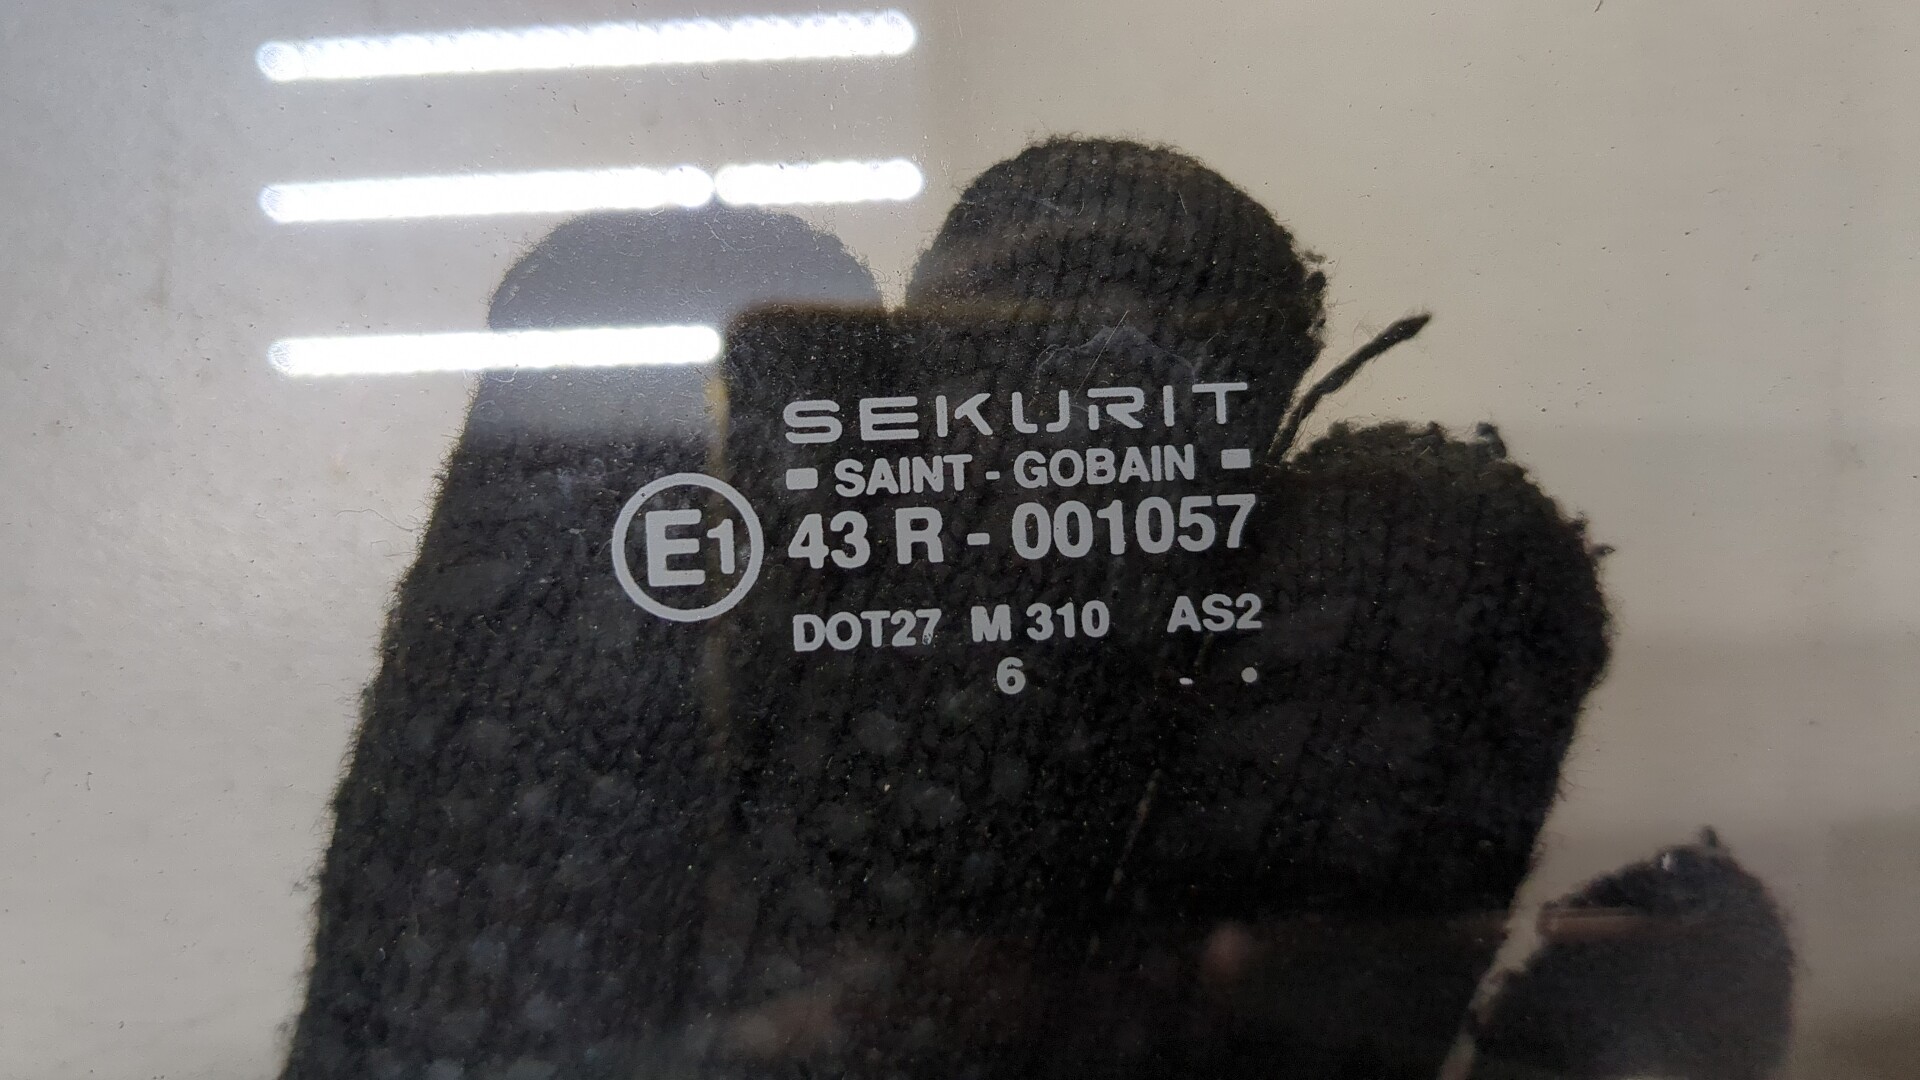 SEKURIT
SAINT - GOBAIN
E1 43 R - 001057
DOT27 M 310 AS2
6 . .